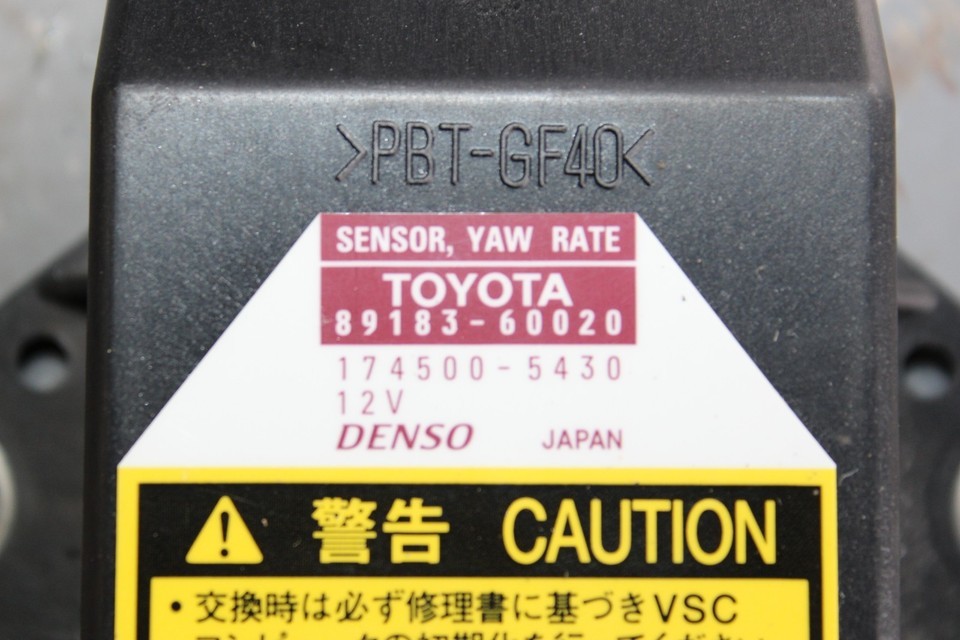 >PBT-GF40<
SENSOR, YAW RATE
TOYOTA
89183-60020
174500-5430
12V
DENSO JAPAN
警告 CAUTION
・交換時は必ず修理書に基づきVSC